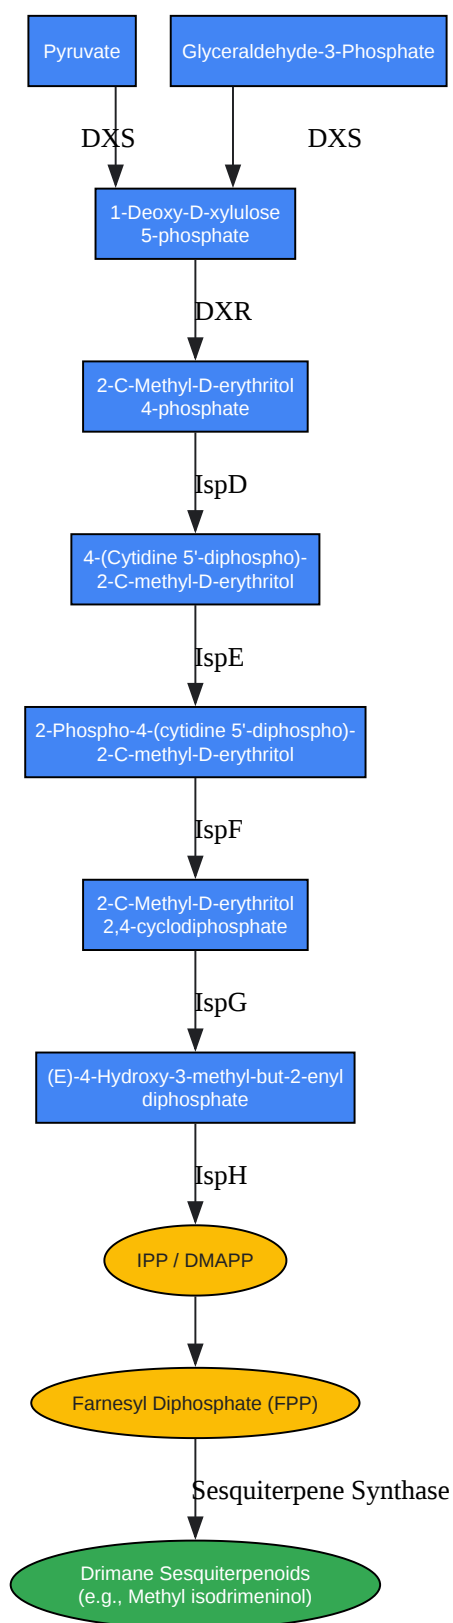 Pyruvate
Glyceraldehyde-3-Phosphate
DXS
DXS
1-Deoxy-D-xylulose
5-phosphate
DXR
2-C-Methyl-D-erythritol
4-phosphate
IspD
4-(Cytidine 5'-diphospho)-
2-C-methyl-D-erythritol
IspE
2-Phospho-4-(cytidine 5'-diphospho)-
2-C-methyl-D-erythritol
IspF
2-C-Methyl-D-erythritol
2,4-cyclodiphosphate
IspG
(E)-4-Hydroxy-3-methyl-but-2-enyl
diphosphate
IspH
IPP / DMAPP
Farnesyl Diphosphate (FPP)
Sesquiterpene Synthase
Drimane Sesquiterpenoids
(e.g., Methyl isodrimeninol)